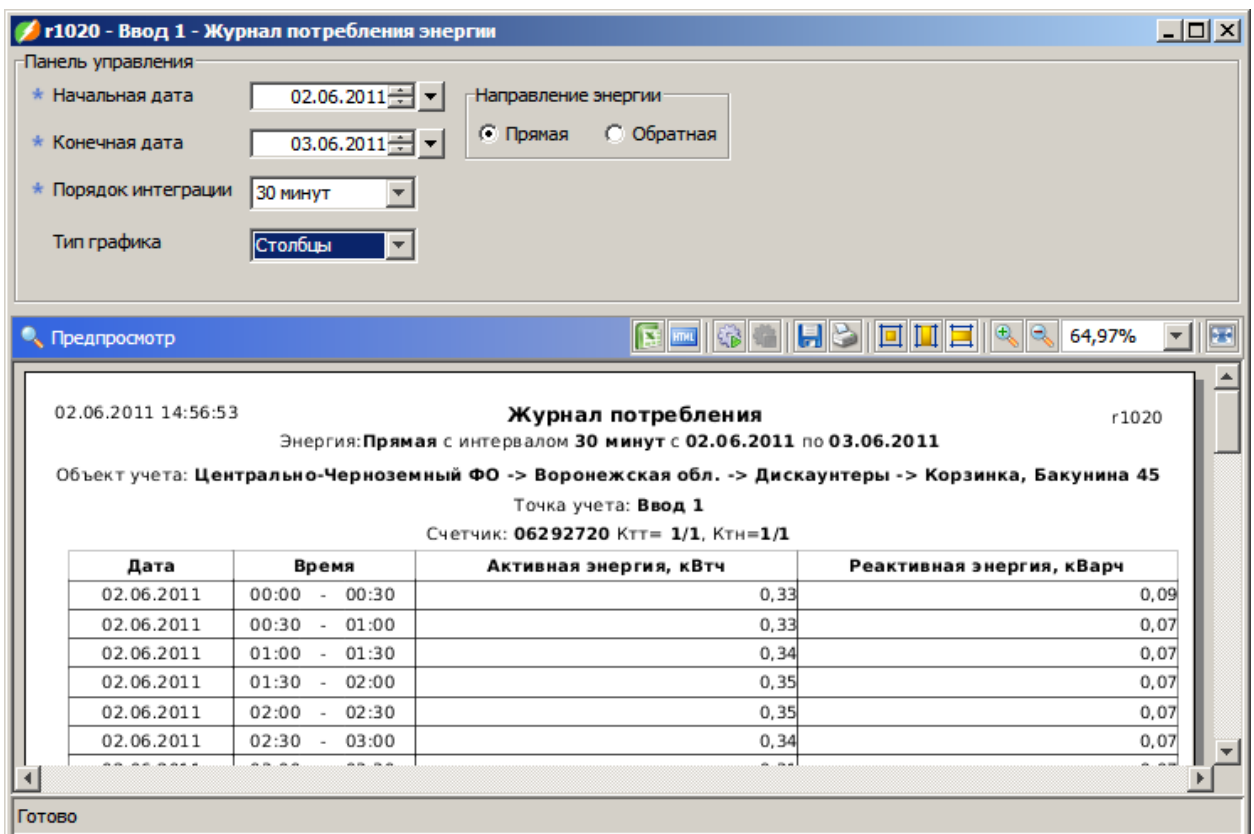 r1020 - Ввод 1 - Журнал потребления энергии
Панель управления
* Начальная дата 02.06.2011 Направление энергии
* Конечная дата 03.06.2011 Прямая Обратная
* Порядок интеграции 30 минут
Тип графика Столбцы
Предпросмотр HTML 64,97%
02.06.2011 14:56:53 Журнал потребления r1020
Энергия:Прямая с интервалом 30 минут с 02.06.2011 по 03.06.2011
Объект учета: Центрально-Черноземный ФО -> Воронежская обл. -> Дискаунтеры -> Корзинка, Бакунина 45
Точка учета: Ввод 1
Счетчик: 06292720 Ктт= 1/1, Ктн=1/1
Дата Время Активная энергия, кВтч Реактивная энергия, кВарч
02.06.2011 00:00 - 00:30 0,33 0,09
02.06.2011 00:30 - 01:00 0,33 0,07
02.06.2011 01:00 - 01:30 0,34 0,07
02.06.2011 01:30 - 02:00 0,35 0,07
02.06.2011 02:00 - 02:30 0,35 0,07
02.06.2011 02:30 - 03:00 0,34 0,07
Готово